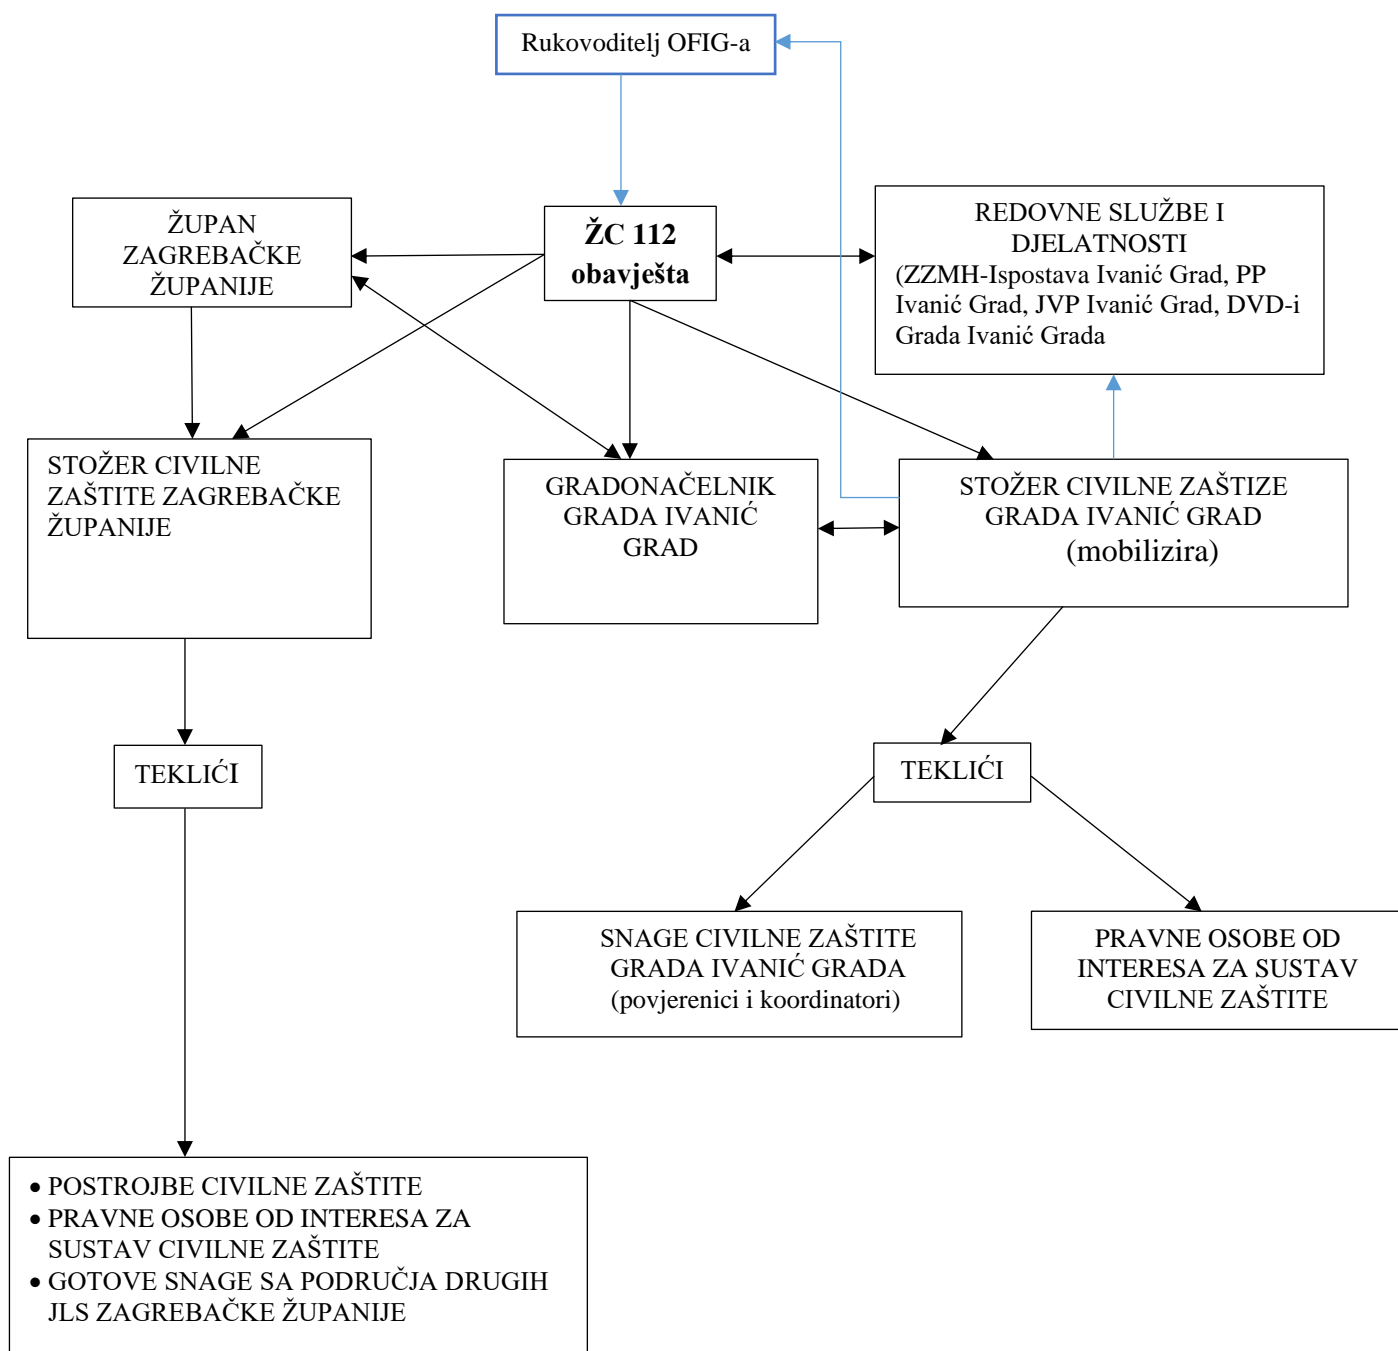 Rukovoditelj OFIG-a
ŽUPAN
ZAGREBAČKE
ŽUPANIJE
ŽC 112
obavješta
REDOVNE SLUŽBE I
DJELATNOSTI
(ZZMH-Ispostava Ivanić Grad, PP
Ivanić Grad, JVP Ivanić Grad, DVD-i
Grada Ivanić Grada
STOŽER CIVILNE
ZAŠTITE ZAGREBAČKE
ŽUPANIJE
GRADONAČELNIK
GRADA IVANIĆ
GRAD
STOŽER CIVILNE ZAŠTIZE
GRADA IVANIĆ GRAD
(mobilizira)
TEKLIĆI
TEKLIĆI
SNAGE CIVILNE ZAŠTITE
GRADA IVANIĆ GRADA
(povjerenici i koordinatori)
PRAVNE OSOBE OD
INTERESA ZA SUSTAV
CIVILNE ZAŠTITE
• POSTROJBE CIVILNE ZAŠTITE
• PRAVNE OSOBE OD INTERESA ZA
SUSTAV CIVILNE ZAŠTITE
• GOTOVE SNAGE SA PODRUČJA DRUGIH
JLS ZAGREBAČKE ŽUPANIJE